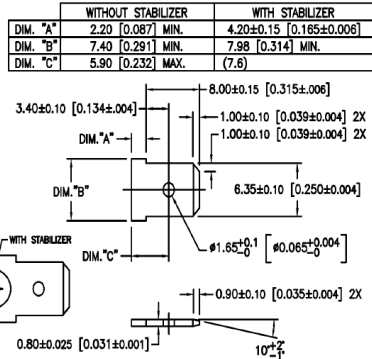 WITHOUT STABILIZER WITH STABILIZER
DIM. "A" 2.20 [0.087] MIN. 4.20±0.15 [0.165±0.006]
DIM. "B" 7.40 [0.291] MIN. 7.98 [0.314] MIN.
DIM. "C" 5.90 [0.232] MAX. (7.6)
8.00±0.15 [0.315±.006]
3.40±0.10 [0.134±.004]
1.00±0.10 [0.039±0.004] 2X
1.00±0.10 [0.039±0.004] 2X
DIM."A"
DIM."B"
6.35±0.10 [0.250±0.004]
WITH STABILIZER
DIM."C"
ø1.65+0.1 -0 [ø0.065+0.004 -0]
0.90±0.10 [0.035±0.004] 2X
0.80±0.025 [0.031±0.001]
10°+2° -1°